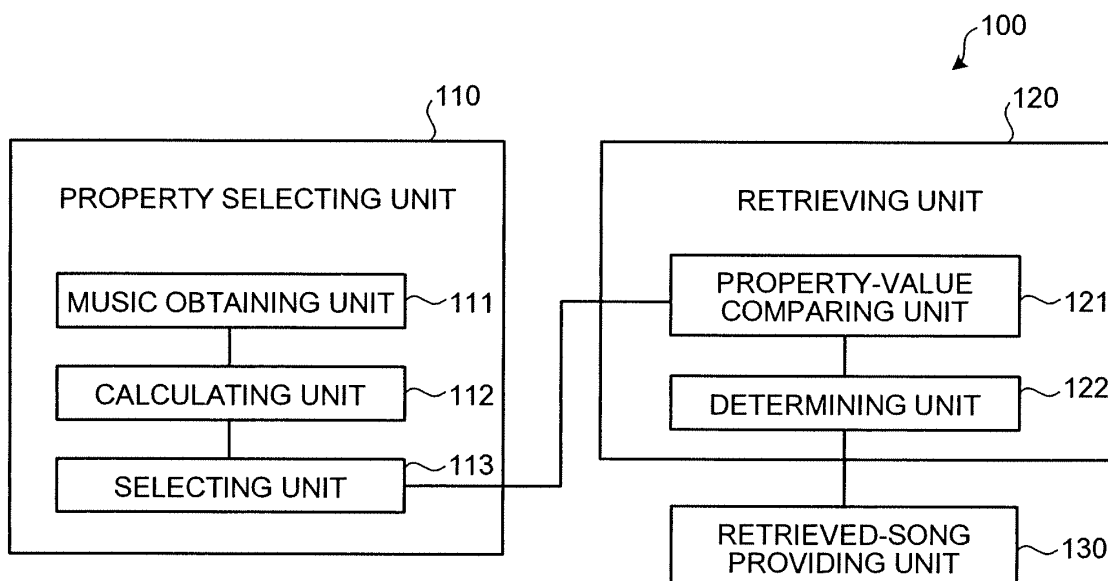 100
110
120
PROPERTY SELECTING UNIT
MUSIC OBTAINING UNIT
111
CALCULATING UNIT
112
SELECTING UNIT
113
RETRIEVING UNIT
PROPERTY-VALUE
COMPARING UNIT
121
DETERMINING UNIT
122
RETRIEVED-SONG
PROVIDING UNIT
130